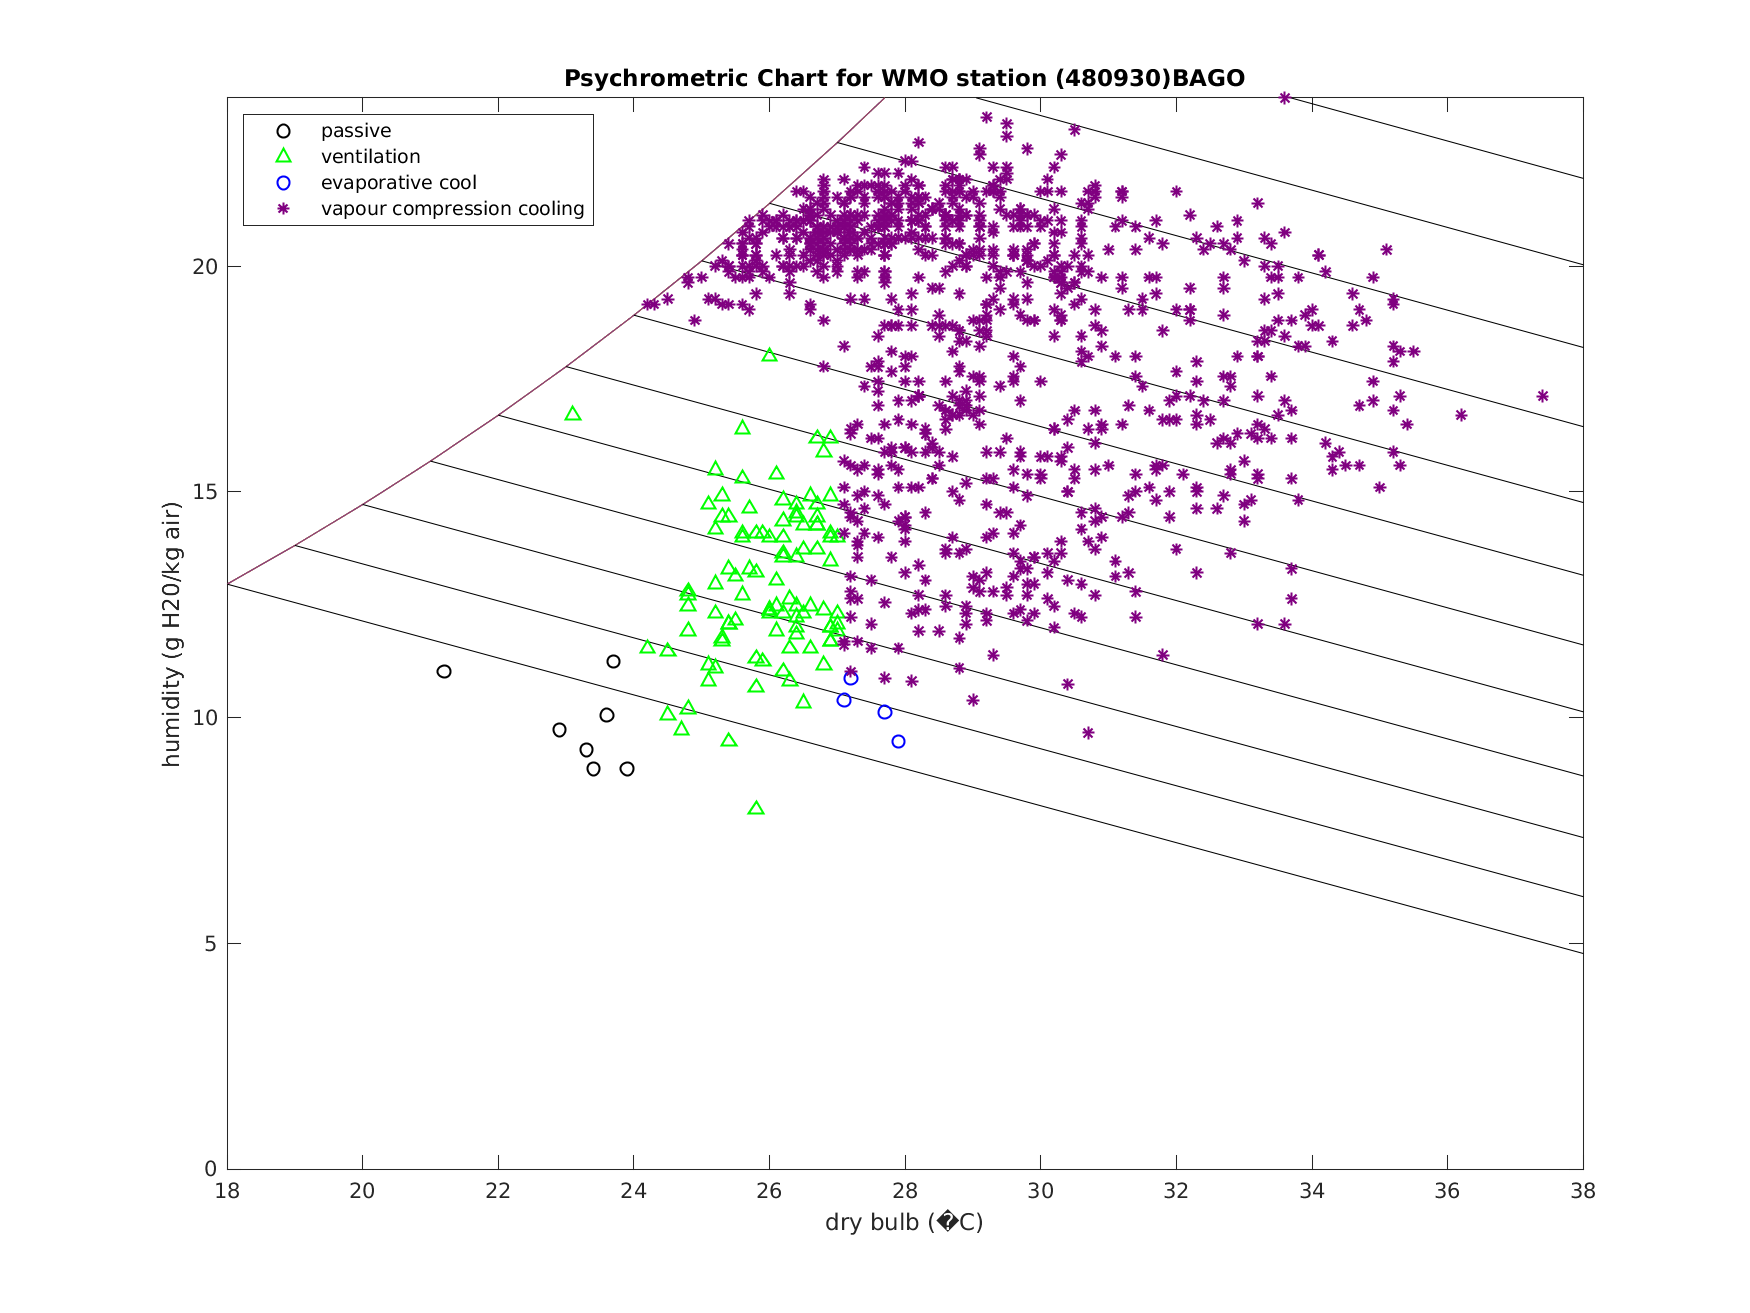 Psychrometric Chart for WMO station (480930)BAGO
passive
ventilation
evaporative cool
vapour compression cooling
humidity (g H20/kg air)
20
15
10
5
0
18 20 22 24 26 28 30 32 34 36 38
dry bulb (�C)